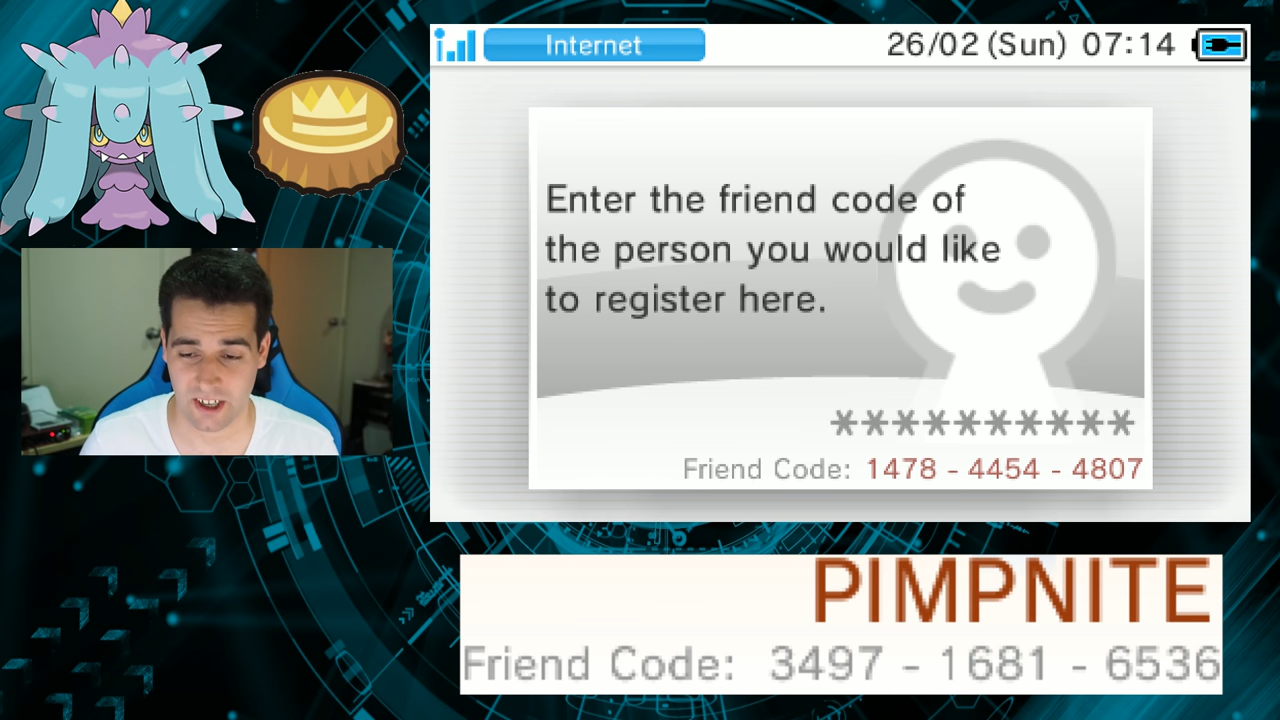 Internet
26/02 (Sun) 07:14
Enter the friend code of
the person you would like
to register here.
**********
Friend Code: 1478 - 4454 - 4807
PIMPNITE
Friend Code: 3497 - 1681 - 6536